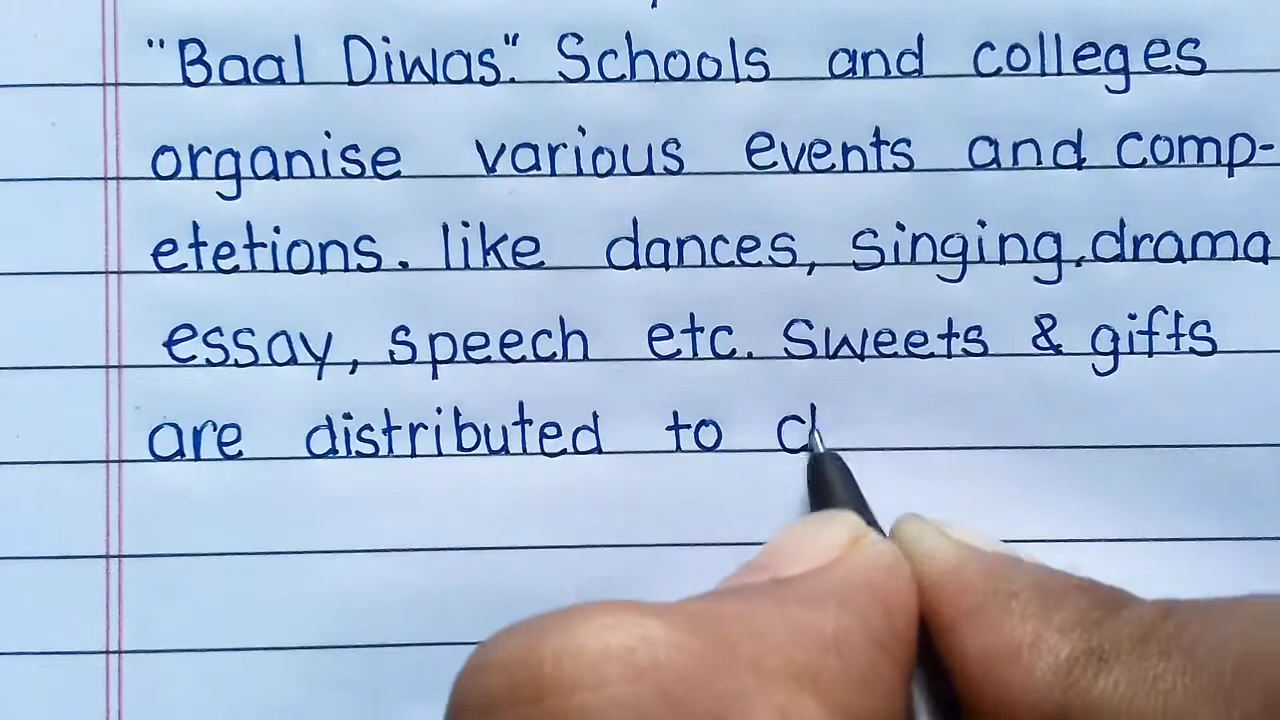 "Baal Diwas". Schools and colleges
organise various events and comp-
etetions. like dances, singing, drama
essay, speech etc. Sweets & gifts
are distributed to